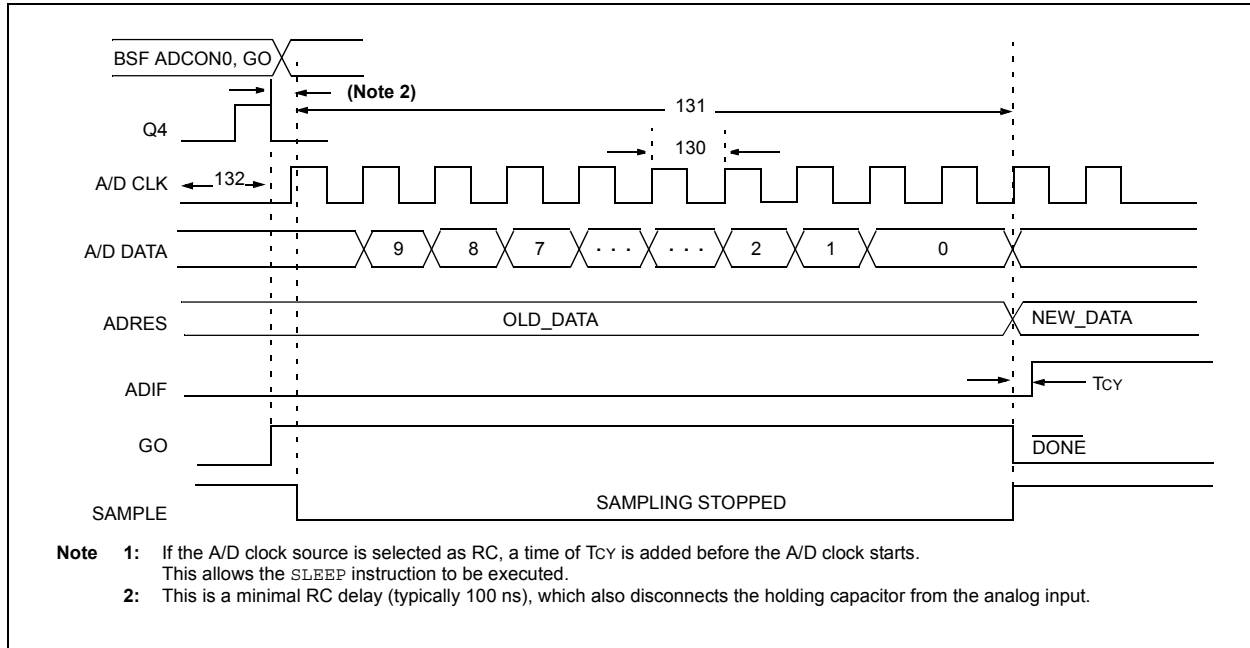 BSF ADCON0, GO
(Note 2)
131
Q4
130
A/D CLK
132
A/D DATA
9 8 7 . . . . . . 2 1 0
ADRES
OLD_DATA
NEW_DATA
ADIF
TCY
GO
DONE
SAMPLE
SAMPLING STOPPED
Note 1: If the A/D clock source is selected as RC, a time of TCY is added before the A/D clock starts.
This allows the SLEEP instruction to be executed.
2: This is a minimal RC delay (typically 100 ns), which also disconnects the holding capacitor from the analog input.